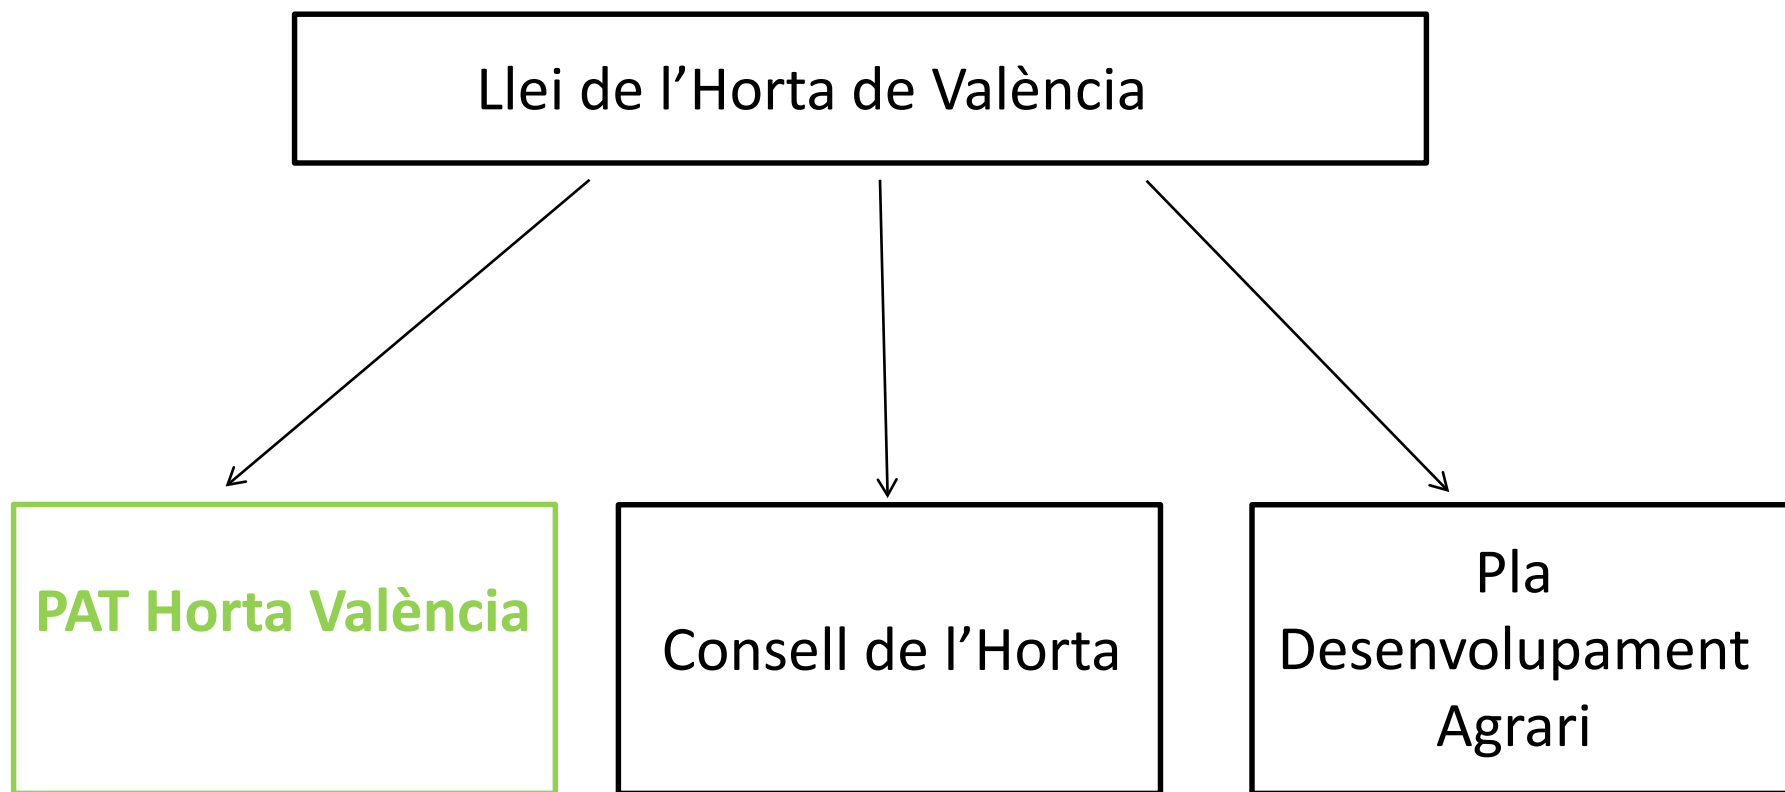 Llei de l’Horta de València
PAT Horta València
Consell de l’Horta
Pla
Desenvolupament
Agrari